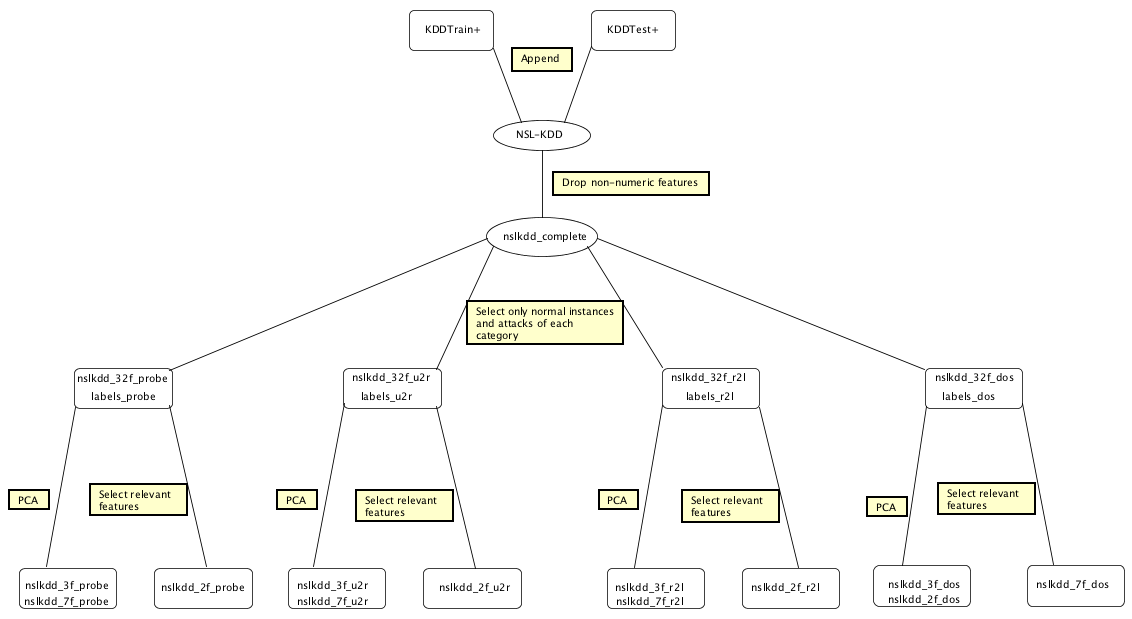 KDDTrain+
KDDTest+
Append
NSL-KDD
Drop non-numeric features
nslkdd_complete
Select only normal instances
and attacks of each
category
nslkdd_32f_probe
labels_probe
nslkdd_32f_u2r
labels_u2r
nslkdd_32f_r2l
labels_r2l
nslkdd_32f_dos
labels_dos
PCA
Select relevant
features
PCA
Select relevant
features
PCA
Select relevant
features
PCA
Select relevant
features
nslkdd_3f_probe
nslkdd_7f_probe
nslkdd_2f_probe
nslkdd_3f_u2r
nslkdd_7f_u2r
nslkdd_2f_u2r
nslkdd_3f_r2l
nslkdd_7f_r2l
nslkdd_2f_r2l
nslkdd_3f_dos
nslkdd_2f_dos
nslkdd_7f_dos